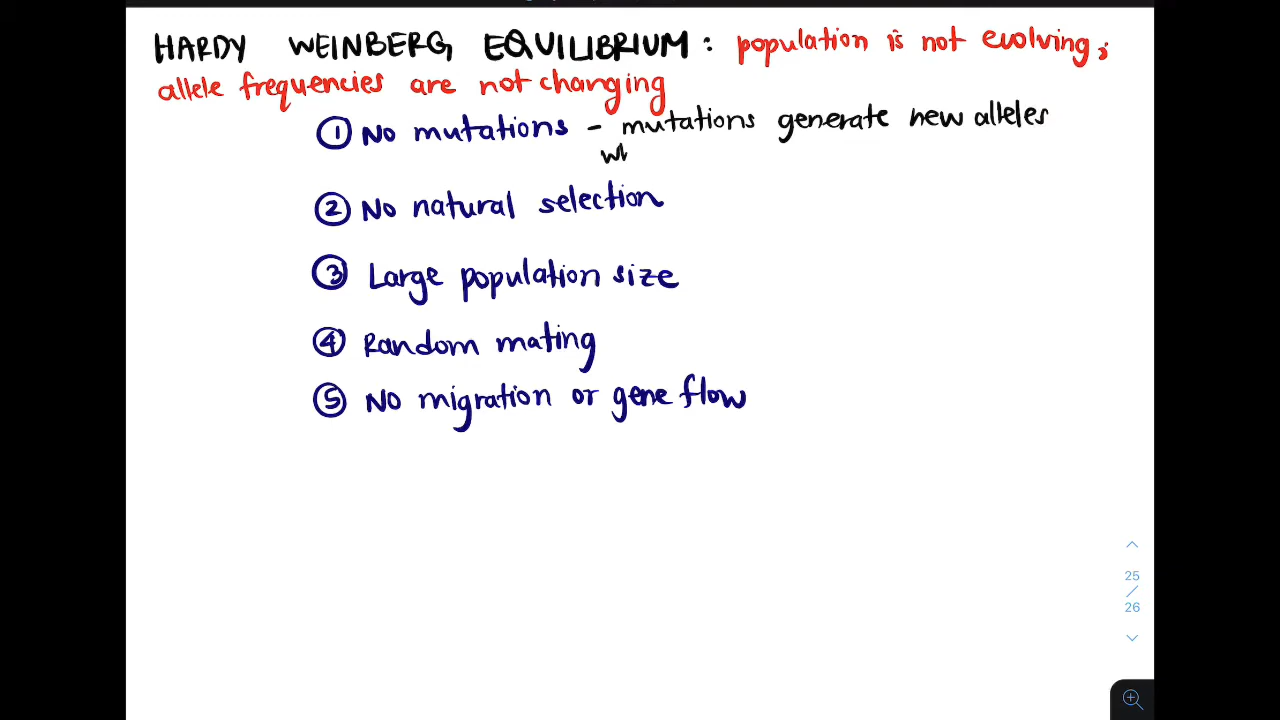 HARDY WEINBERG EQUILIBRIUM: population is not evolving;
allele frequencies are not changing
① No mutations - mutations generate new alleles
wh
② No natural selection
③ Large population size
④ Random mating
⑤ No migration or gene flow
25
/
26